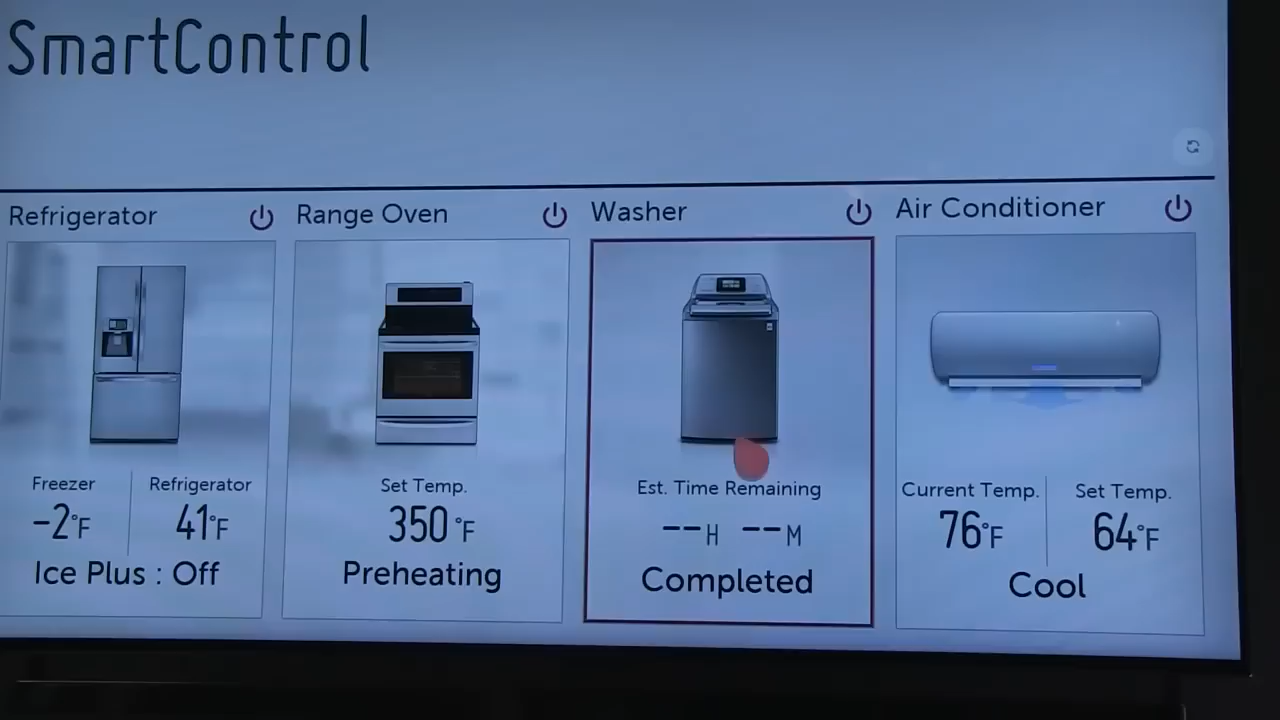 SmartControl
Refrigerator
Range Oven
Washer
Air Conditioner
Freezer
-2°F
Refrigerator
41°F
Ice Plus : Off
Set Temp.
350°F
Preheating
Est. Time Remaining
--H --M
Completed
Current Temp.
76°F
Set Temp.
64°F
Cool